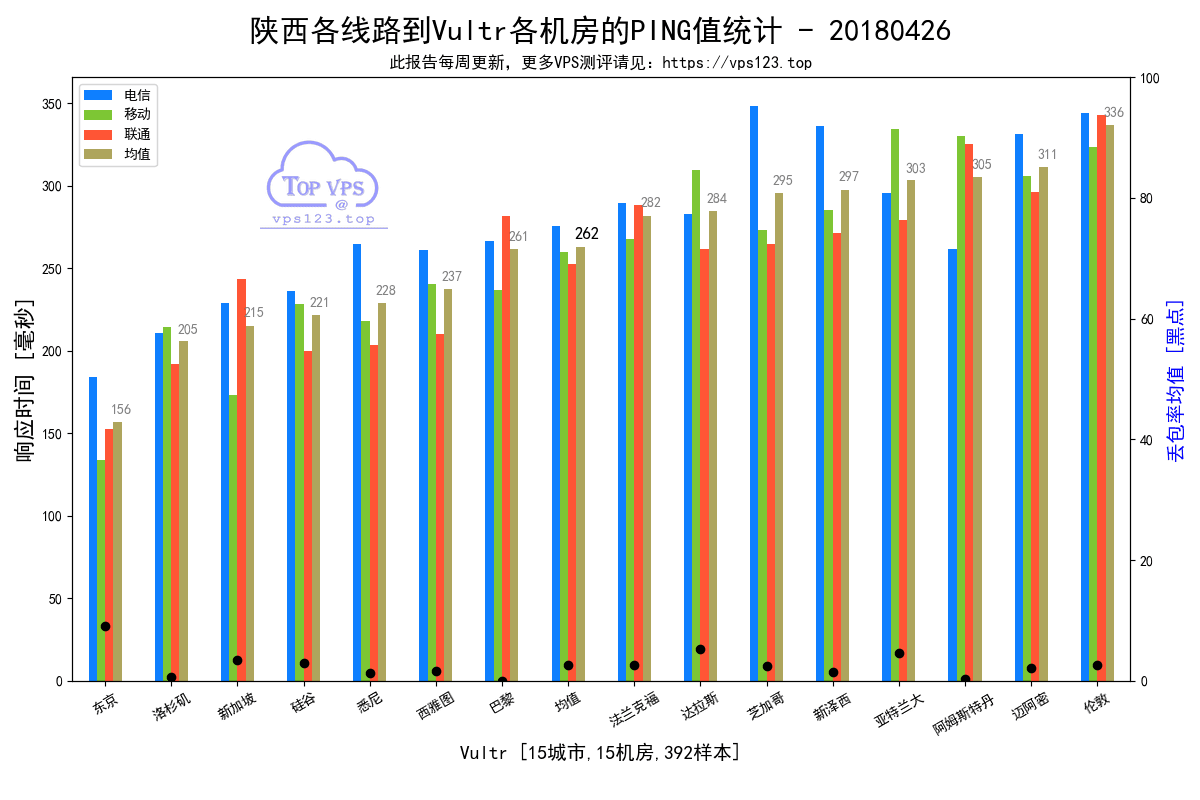 陕西各线路到Vultr各机房的PING值统计 - 20180426
此报告每周更新，更多VPS测评请见：https://vps123.top
电信
移动
联通
均值
TOP VPS
@
vps123.top
响应时间 [毫秒]
350
300
250
200
150
100
50
0
156
205
215
221
228
237
261
262
282
284
295
297
303
305
311
336
100
80
60
40
20
0
丢包率均值 [黑点]
东京
洛杉矶
新加坡
硅谷
悉尼
西雅图
巴黎
均值
法兰克福
达拉斯
芝加哥
新泽西
亚特兰大
阿姆斯特丹
迈阿密
伦敦
Vultr [15城市,15机房,392样本]